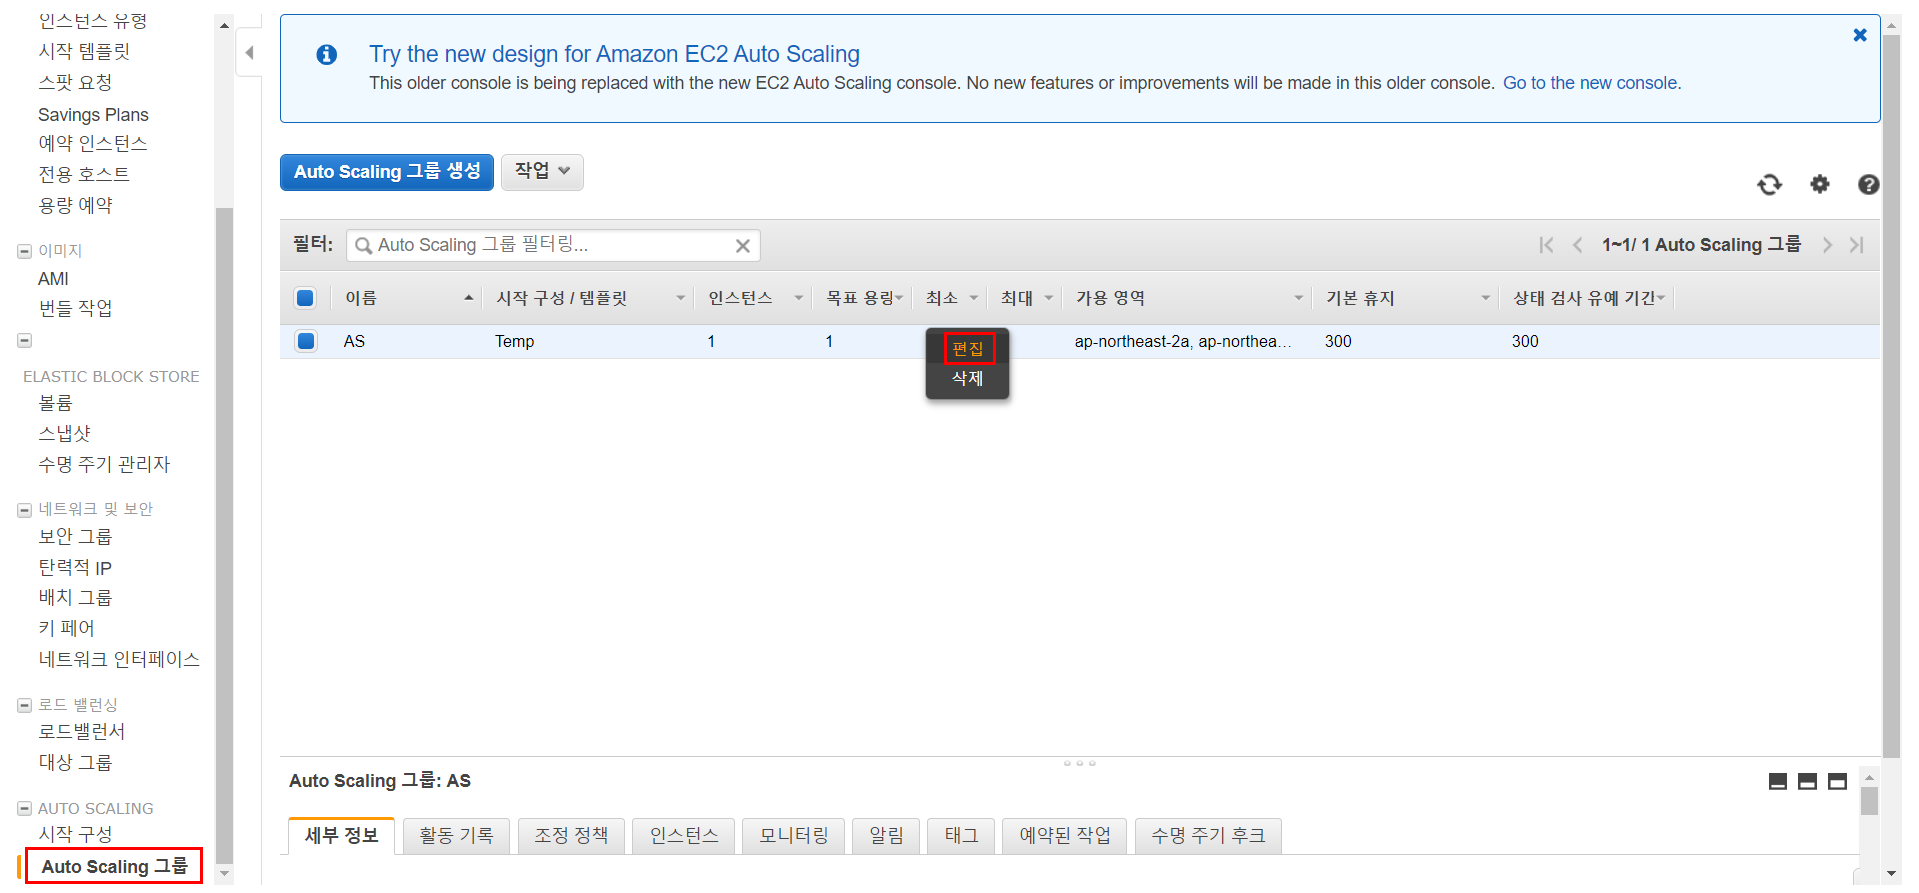 인스턴스 유형
시작 템플릿
스팟 요청
Savings Plans
예약 인스턴스
전용 호스트
용량 예약
이미지
AMI
번들 작업
ELASTIC BLOCK STORE
볼륨
스냅샷
수명 주기 관리자
네트워크 및 보안
보안 그룹
탄력적 IP
배치 그룹
키 페어
네트워크 인터페이스
로드 밸런싱
로드밸런서
대상 그룹
AUTO SCALING
시작 구성
Auto Scaling 그룹
Try the new design for Amazon EC2 Auto Scaling
This older console is being replaced with the new EC2 Auto Scaling console. No new features or improvements will be made in this older console. Go to the new console.
Auto Scaling 그룹 생성 작업
필터: Auto Scaling 그룹 필터링... 1~1/ 1 Auto Scaling 그룹
이름 시작 구성 / 템플릿 인스턴스 목표 용량 최소 최대 가용 영역 기본 휴지 상태 검사 유예 기간
AS Temp 1 1 ap-northeast-2a, ap-northea... 300 300
편집
삭제
Auto Scaling 그룹: AS
세부 정보 활동 기록 조정 정책 인스턴스 모니터링 알림 태그 예약된 작업 수명 주기 후크